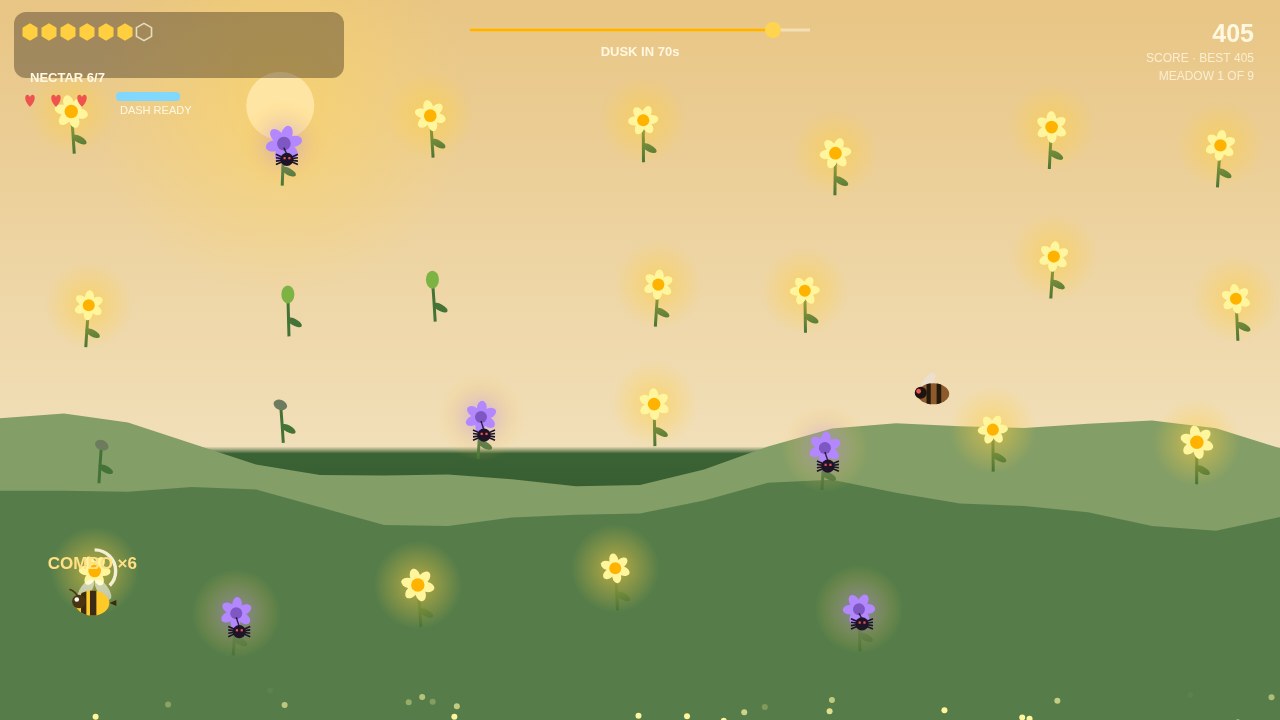 NECTAR 6/7
DASH READY
DUSK IN 70s
405
SCORE · BEST 405
MEADOW 1 OF 9
COMBO ×6